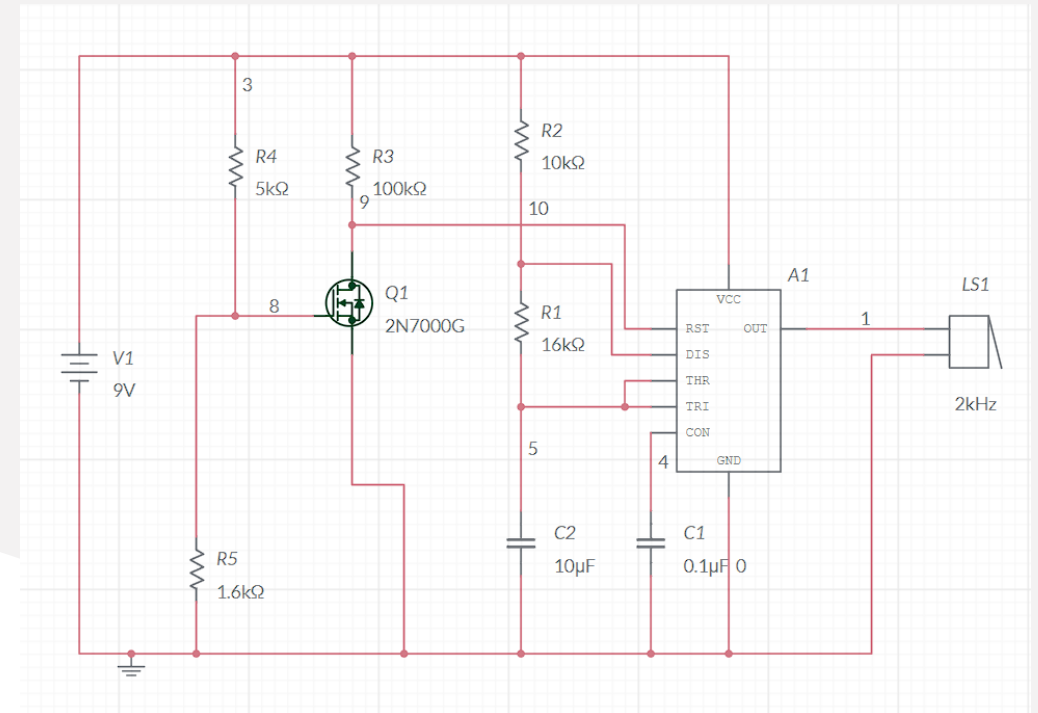 3
R4
5kΩ
R3
100kΩ
9
R2
10kΩ
10
8
Q1
2N7000G
R1
16kΩ
A1
VCC
RST
OUT
DIS
THR
TRI
CON
GND
1
LS1
2kHz
V1
9V
5
4
R5
1.6kΩ
C2
10µF
C1
0.1µF 0